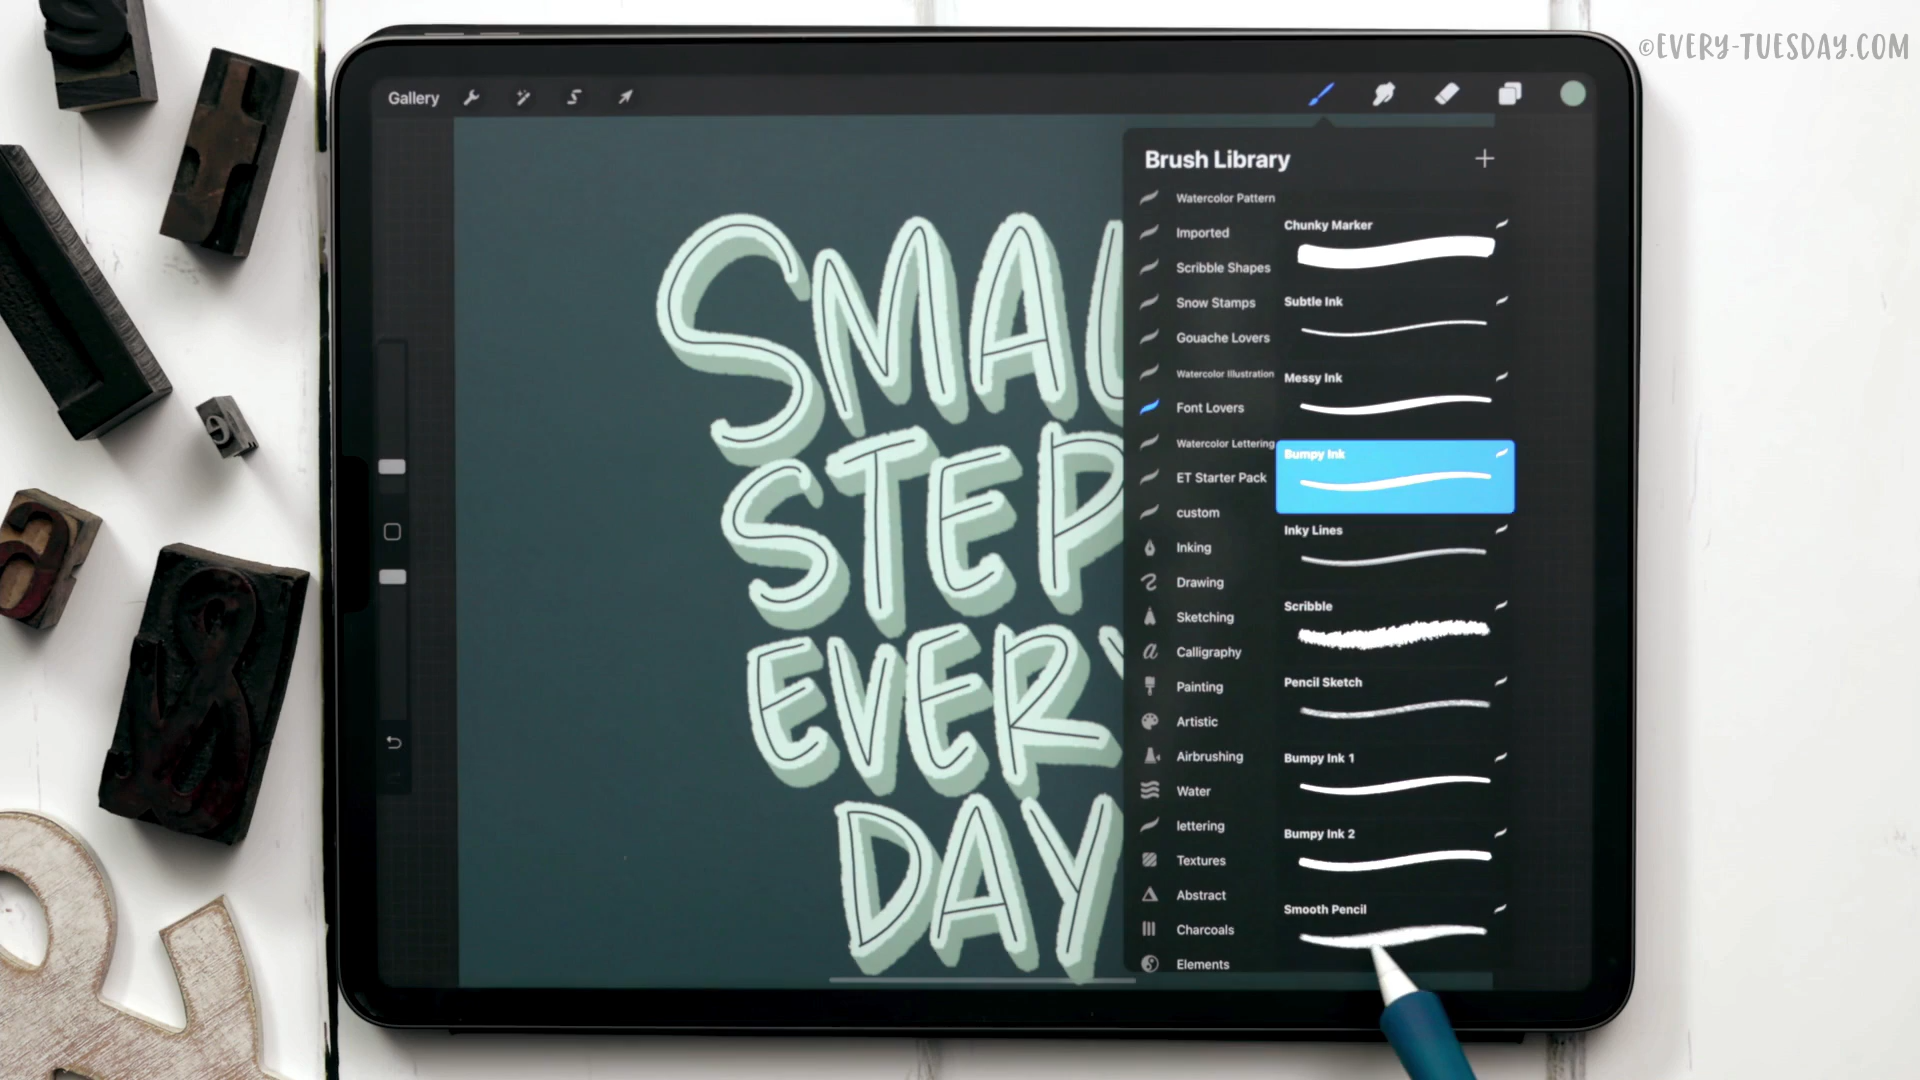 ©EVERY-TUESDAY.COM
Gallery
Brush Library
Watercolor Pattern
Imported
Scribble Shapes
Snow Stamps
Gouache Lovers
Watercolor Illustration
Font Lovers
Watercolor Lettering
ET Starter Pack
custom
Inking
Drawing
Sketching
Calligraphy
Painting
Artistic
Airbrushing
Water
lettering
Textures
Abstract
Charcoals
Elements
Chunky Marker
Subtle Ink
Messy Ink
Bumpy Ink
Inky Lines
Scribble
Pencil Sketch
Bumpy Ink 1
Bumpy Ink 2
Smooth Pencil
SMAL
STEP
EVERY
DAY
e
a
&